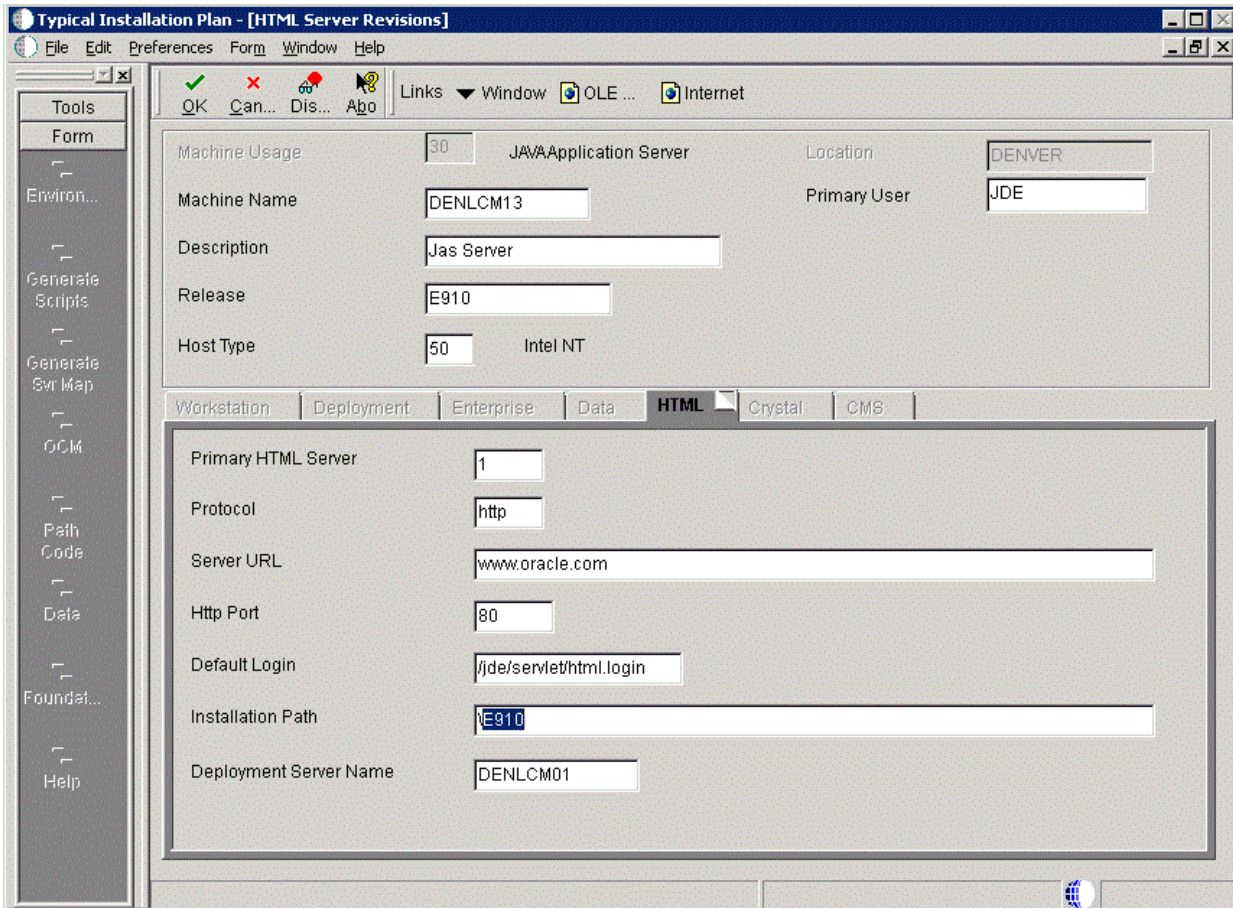 Typical Installation Plan - [HTML Server Revisions]
File Edit Preferences Form Window Help
OK Can... Dis... Abo Links Window OLE ... Internet
Tools
Form
Environ...
Generate
Scripts
Generate
Svr Map
OCM
Path
Code
Data
Foundat...
Help
Machine Usage 30 JAVA Application Server Location DENVER
Machine Name DENLCM13 Primary User JDE
Description Jas Server
Release E910
Host Type 50 Intel NT
Workstation Deployment Enterprise Data HTML Crystal CMS
Primary HTML Server 1
Protocol http
Server URL www.oracle.com
Http Port 80
Default Login /jde/servlet/html.login
Installation Path \E910
Deployment Server Name DENLCM01